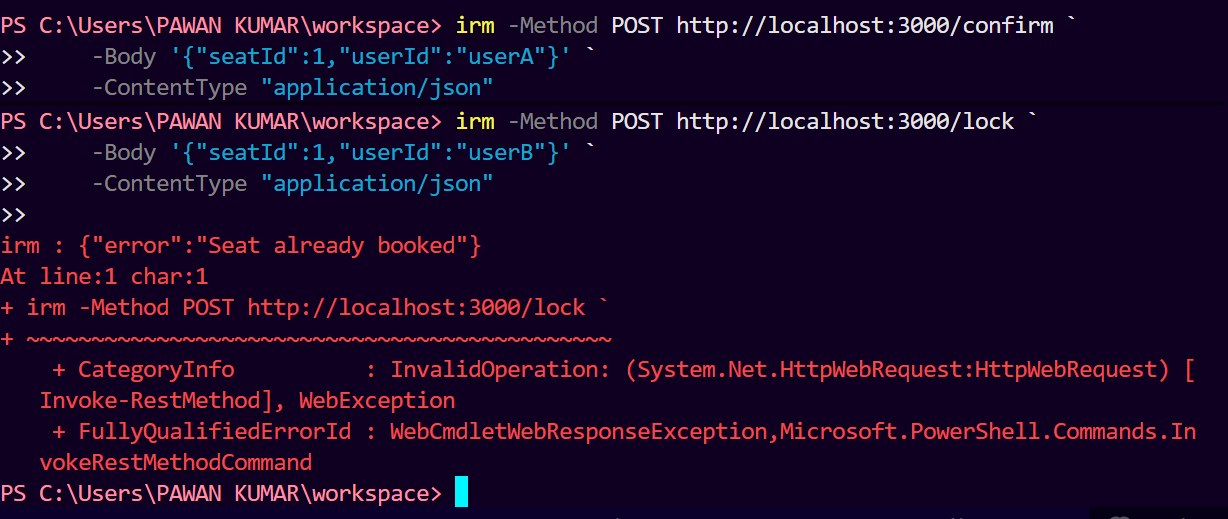 PS C:\Users\PAWAN KUMAR\workspace> irm -Method POST http://localhost:3000/confirm `
>>     -Body '{"seatId":1,"userId":"userA"}' `
>>     -ContentType "application/json"
PS C:\Users\PAWAN KUMAR\workspace> irm -Method POST http://localhost:3000/lock `
>>     -Body '{"seatId":1,"userId":"userB"}' `
>>     -ContentType "application/json"
>>
irm : {"error":"Seat already booked"}
At line:1 char:1
+ irm -Method POST http://localhost:3000/lock `
+ ~~~~~~~~~~~~~~~~~~~~~~~~~~~~~~~~~~~~~~~~~~~~~
    + CategoryInfo          : InvalidOperation: (System.Net.HttpWebRequest:HttpWebRequest) [
   Invoke-RestMethod], WebException
    + FullyQualifiedErrorId : WebCmdletWebResponseException,Microsoft.PowerShell.Commands.In
   vokeRestMethodCommand
PS C:\Users\PAWAN KUMAR\workspace>